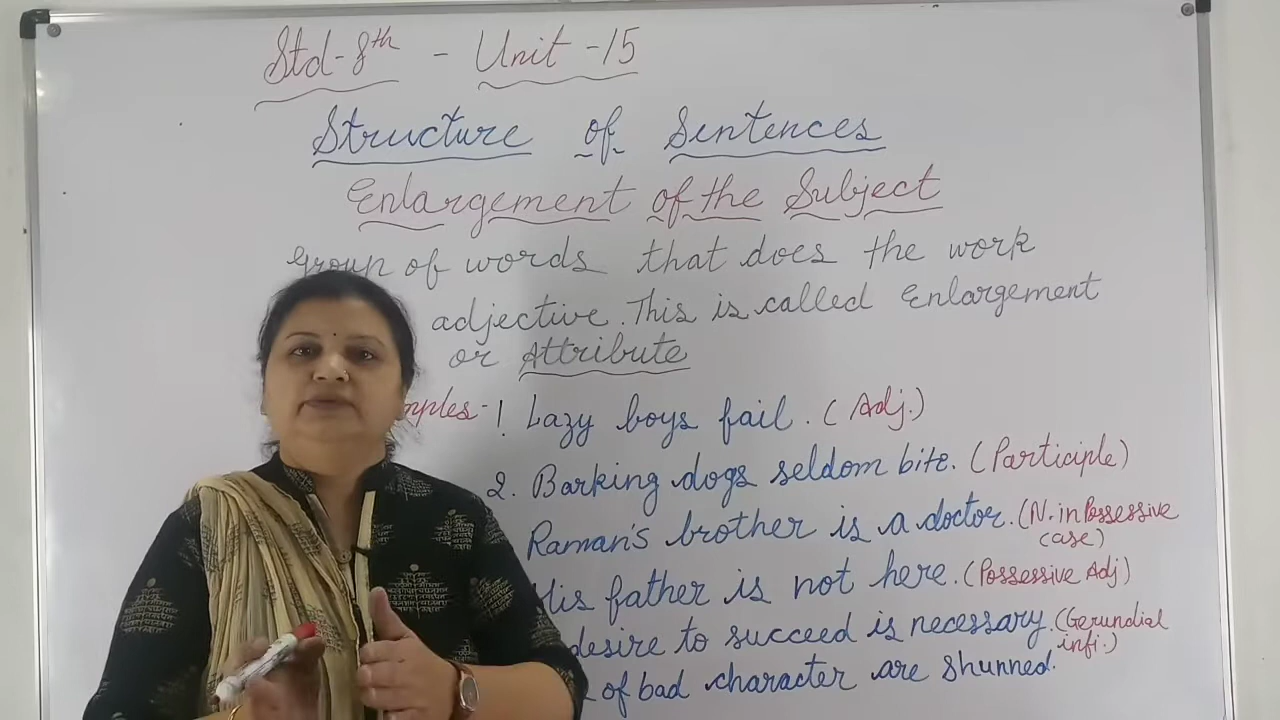 Std-8th - Unit-15
Structure of Sentences
Enlargement of the Subject
Group of words that does the work
adjective. This is called Enlargement
or Attribute
1. Lazy boys fail. (Adj.)
2. Barking dogs seldom bite. (Participle)
Raman's brother is a doctor. (N. in Possessive
case)
His father is not here. (Possessive Adj)
desire to succeed is necessary. (Gerundial
infi.)
of bad character are shunned.